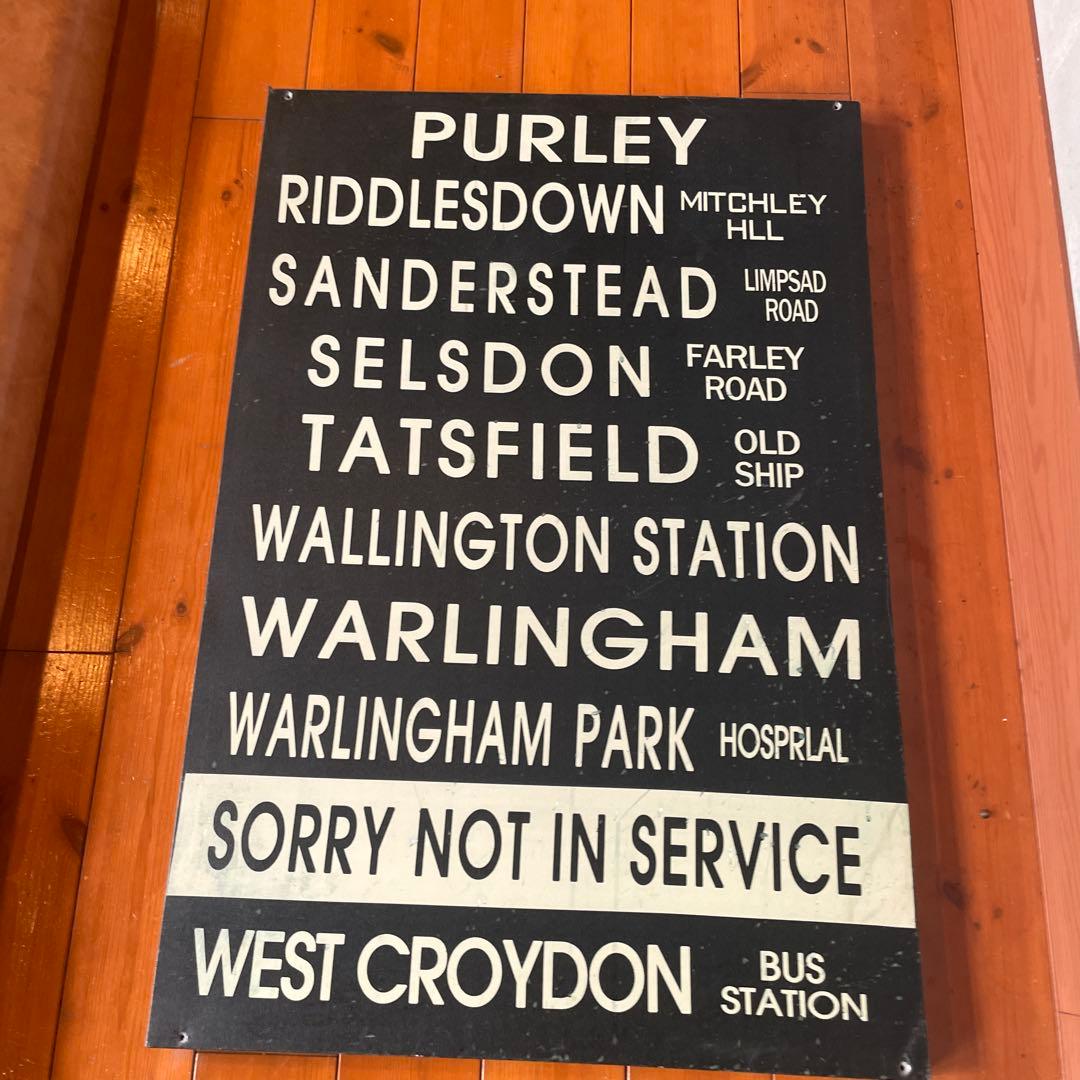 PURLEY
RIDDLESDOWN MITCHLEY
HLL
SANDERSTEAD LIMPSAD
ROAD
SELSDON FARLEY
ROAD
TATSFIELD OLD
SHIP
WALLINGTON STATION
WARLINGHAM
WARLINGHAM PARK HOSPRLAL
SORRY NOT IN SERVICE
WEST CROYDON BUS
STATION